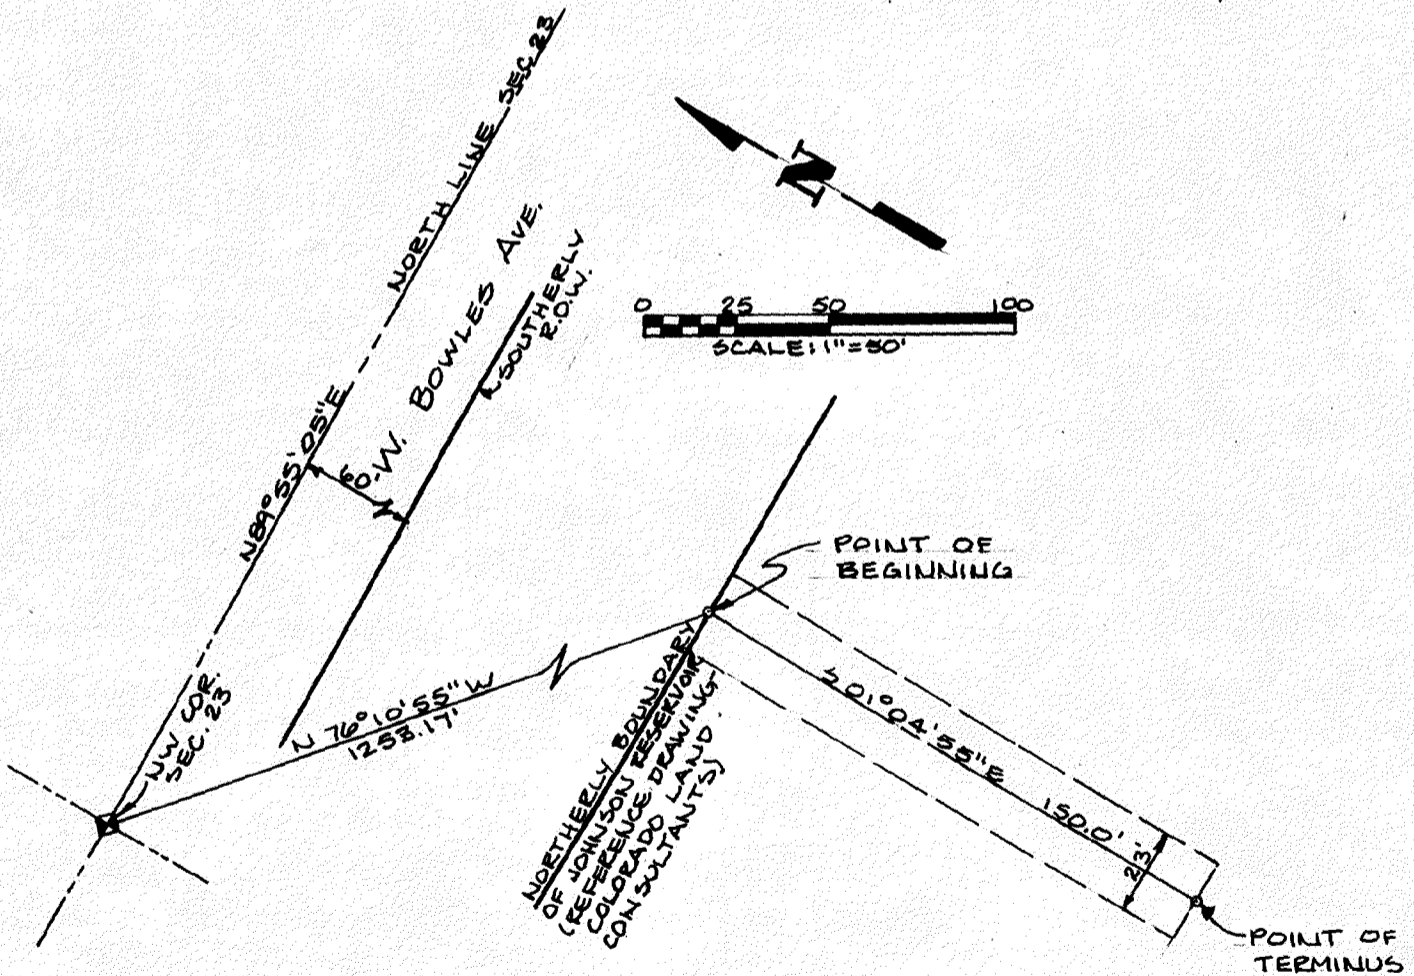 NORTH LINE SEC. 23
N89°55'05"E
60'
W. BOWLES AVE.
SOUTHERLY
R.O.W.
N
0 25 50 100
SCALE: 1"=50'
POINT OF
BEGINNING
NW COR.
SEC. 23
N 76°10'55" W
1253.17'
NORTHERLY BOUNDARY
OF JOHNSON RESERVOIR
(REFERENCE DRAWING-
COLORADO LAND
CONSULTANTS)
S 01°04'55"E 150.0'
23'
POINT OF
TERMINUS